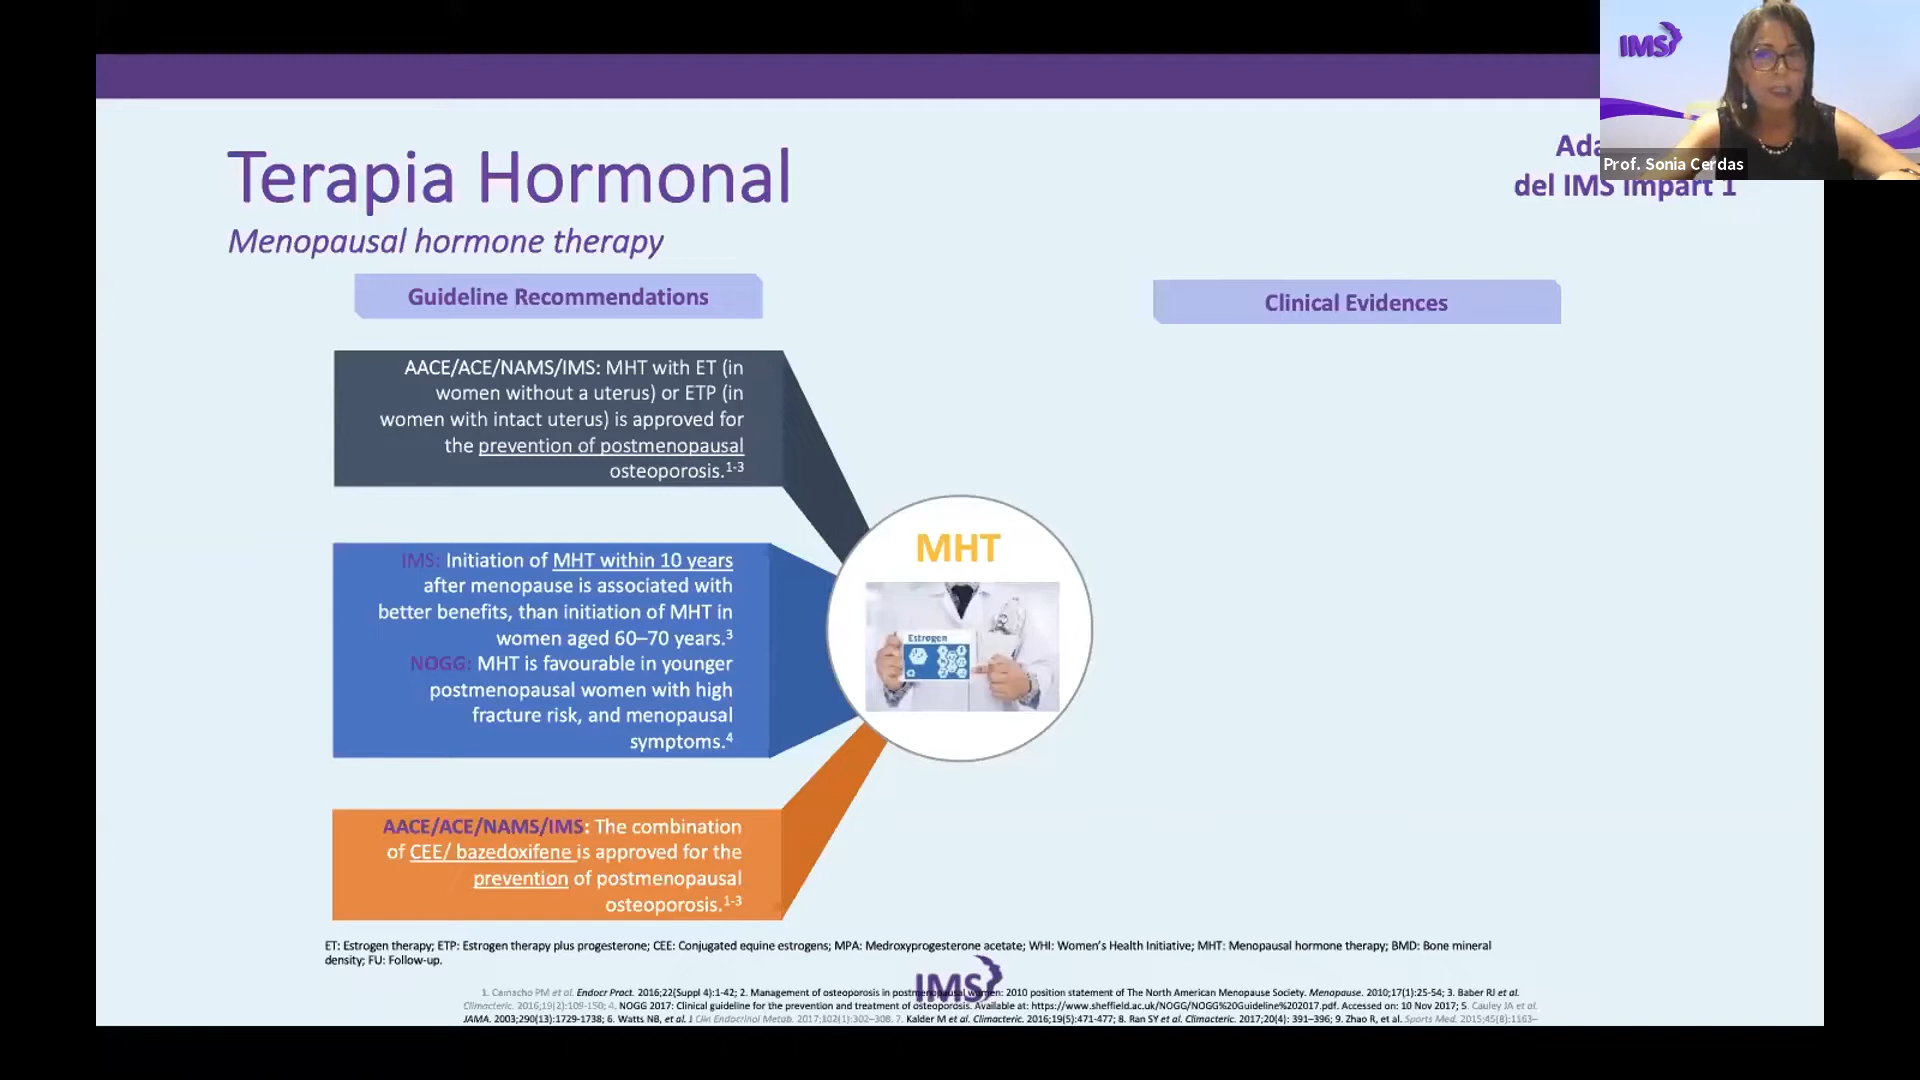 IMS
Prof. Sonia Cerdas
Ada
del IMS Impart 1
Terapia Hormonal
Menopausal hormone therapy
Guideline Recommendations
Clinical Evidences
AACE/ACE/NAMS/IMS: MHT with ET (in
women without a uterus) or ETP (in
women with intact uterus) is approved for
the prevention of postmenopausal
osteoporosis.1-3
IMS: Initiation of MHT within 10 years
after menopause is associated with
better benefits, than initiation of MHT in
women aged 60–70 years.3
NOGG: MHT is favourable in younger
postmenopausal women with high
fracture risk, and menopausal
symptoms.4
AACE/ACE/NAMS/IMS: The combination
of CEE/ bazedoxifene is approved for the
prevention of postmenopausal
osteoporosis.1-3
MHT
Estrogen
ET: Estrogen therapy; ETP: Estrogen therapy plus progesterone; CEE: Conjugated equine estrogens; MPA: Medroxyprogesterone acetate; WHI: Women's Health Initiative; MHT: Menopausal hormone therapy; BMD: Bone mineral
density; FU: Follow-up.
IMS
1. Camacho PM et al. Endocr Pract. 2016;22(Suppl 4):1-42; 2. Management of osteoporosis in postmenopausal women: 2010 position statement of The North American Menopause Society. Menopause. 2010;17(1):25-54; 3. Baber RJ et al.
Climacteric. 2016;19(2):109-150; 4. NOGG 2017: Clinical guideline for the prevention and treatment of osteoporosis. Available at: https://www.sheffield.ac.uk/NOGG/NOGG%20Guideline%202017.pdf. Accessed on: 10 Nov 2017; 5. Cauley JA et al.
JAMA. 2003;290(13):1729-1738; 6. Watts NB, et al. J Clin Endocrinol Metab. 2017;102(1):302–308. 7. Kalder M et al. Climacteric. 2016;19(5):471-477; 8. Ran SY et al. Climacteric. 2017;20(4): 391–396; 9. Zhao R, et al. Sports Med. 2015;45(8):1163–